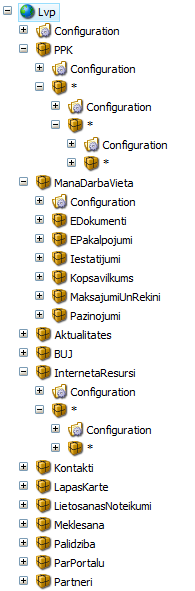 Lvp
Configuration
PPK
Configuration
*
Configuration
*
Configuration
*
ManaDarbaVieta
Configuration
EDokumenti
EPakalpojumi
Iestatijumi
Kopsavilkums
MaksajumiUnRekini
Pazinojumi
Aktualitates
BUJ
InternetaResursi
Configuration
*
Configuration
*
Kontakti
LapasKarte
LietosanasNoteikumi
Meklesana
Palidziba
ParPortalu
Partneri